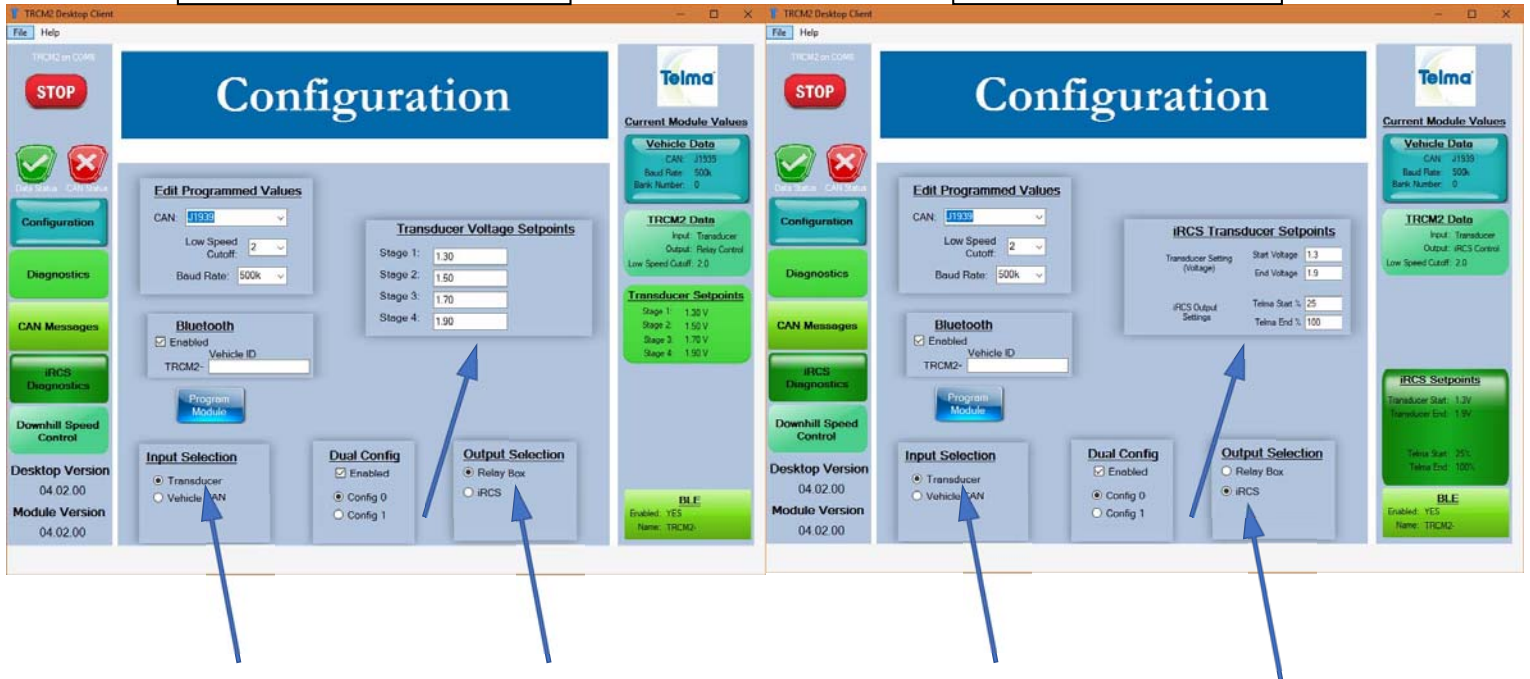 TRCM2 Desktop Client
File Help
TRCM2 on COM6
STOP
Data Status CAN Status
Configuration
Diagnostics
CAN Messages
iRCS
Diagnostics
Downhill Speed
Control
Desktop Version
04.02.00
Module Version
04.02.00
Configuration
Edit Programmed Values
CAN: J1939
Low Speed
Cutoff: 2
Baud Rate: 500k
Bluetooth
Enabled
Vehicle ID
TRCM2-
Program
Module
Transducer Voltage Setpoints
Stage 1: 1.30
Stage 2: 1.50
Stage 3: 1.70
Stage 4: 1.90
Input Selection
Transducer
Vehicle CAN
Dual Config
Enabled
Config 0
Config 1
Output Selection
Relay Box
iRCS
Telma
Current Module Values
Vehicle Data
CAN: J1939
Baud Rate: 500k
Bank Number: 0
TRCM2 Data
Input: Transducer
Output: Relay Control
Low Speed Cutoff: 2.0
Transducer Setpoints
Stage 1: 1.30 V
Stage 2: 1.50 V
Stage 3: 1.70 V
Stage 4: 1.90 V
BLE
Enabled: YES
Name: TRCM2-
TRCM2 Desktop Client
File Help
TRCM2 on COM6
STOP
Data Status CAN Status
Configuration
Diagnostics
CAN Messages
iRCS
Diagnostics
Downhill Speed
Control
Desktop Version
04.02.00
Module Version
04.02.00
Configuration
Edit Programmed Values
CAN: J1939
Low Speed
Cutoff: 2
Baud Rate: 500k
Bluetooth
Enabled
Vehicle ID
TRCM2-
Program
Module
iRCS Transducer Setpoints
Transducer Setting
(Voltage)
Start Voltage 1.3
End Voltage 1.9
iRCS Output
Settings
Telma Start % 25
Telma End % 100
Input Selection
Transducer
Vehicle CAN
Dual Config
Enabled
Config 0
Config 1
Output Selection
Relay Box
iRCS
Telma
Current Module Values
Vehicle Data
CAN: J1939
Baud Rate: 500k
Bank Number: 0
TRCM2 Data
Input: Transducer
Output: iRCS Control
Low Speed Cutoff: 2.0
iRCS Setpoints
Transducer Start: 1.3V
Transducer End: 1.9V
Telma Start: 25%
Telma End: 100%
BLE
Enabled: YES
Name: TRCM2-